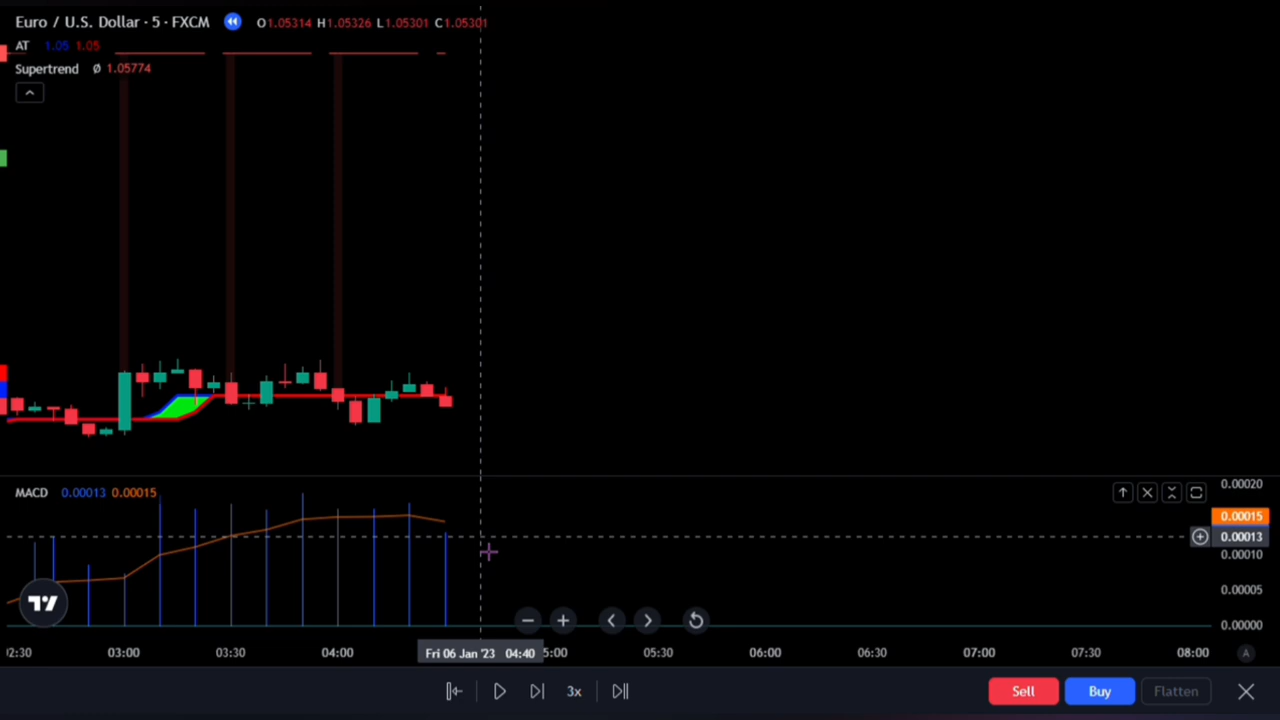 Euro / U.S. Dollar · 5 · FXCM O1.05314 H1.05326 L1.05301 C1.05301
AT 1.05 1.05
Supertrend Ø 1.05774
MACD 0.00013 0.00015
0.00020
0.00015
0.00013
0.00010
0.00005
0.00000
02:30 03:00 03:30 04:00 Fri 06 Jan '23 04:40 5:00 05:30 06:00 06:30 07:00 07:30 08:00 A
3x Sell Buy Flatten